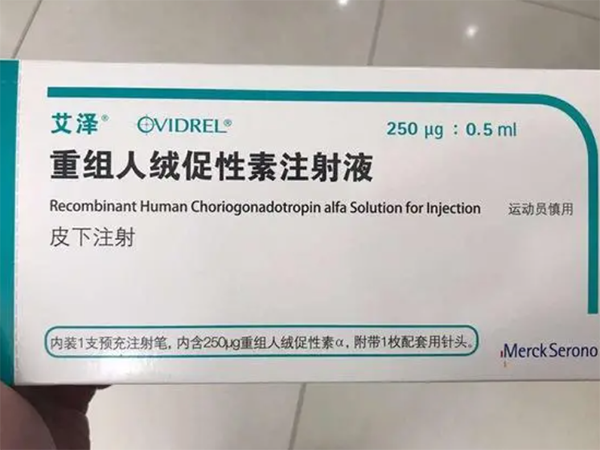 艾泽® OVIDREL® 250 μg : 0.5 ml
重组人绒促性素注射液
Recombinant Human Choriogonadotropin alfa Solution for Injection 运动员慎用
皮下注射
内装1支预充注射笔，内含250μg重组人绒促性素α，附带1枚配套用针头。
Merck Serono